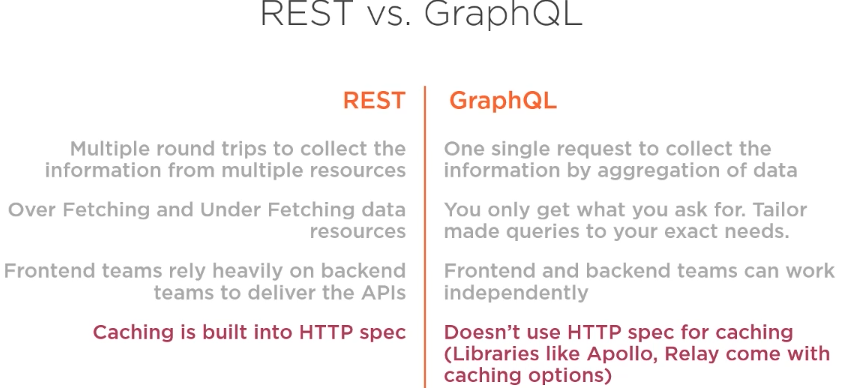 REST vs. GraphQL
REST
Multiple round trips to collect the
information from multiple resources
Over Fetching and Under Fetching data
resources
Frontend teams rely heavily on backend
teams to deliver the APIs
Caching is built into HTTP spec
GraphQL
One single request to collect the
information by aggregation of data
You only get what you ask for. Tailor
made queries to your exact needs.
Frontend and backend teams can work
independently
Doesn’t use HTTP spec for caching
(Libraries like Apollo, Relay come with
caching options)